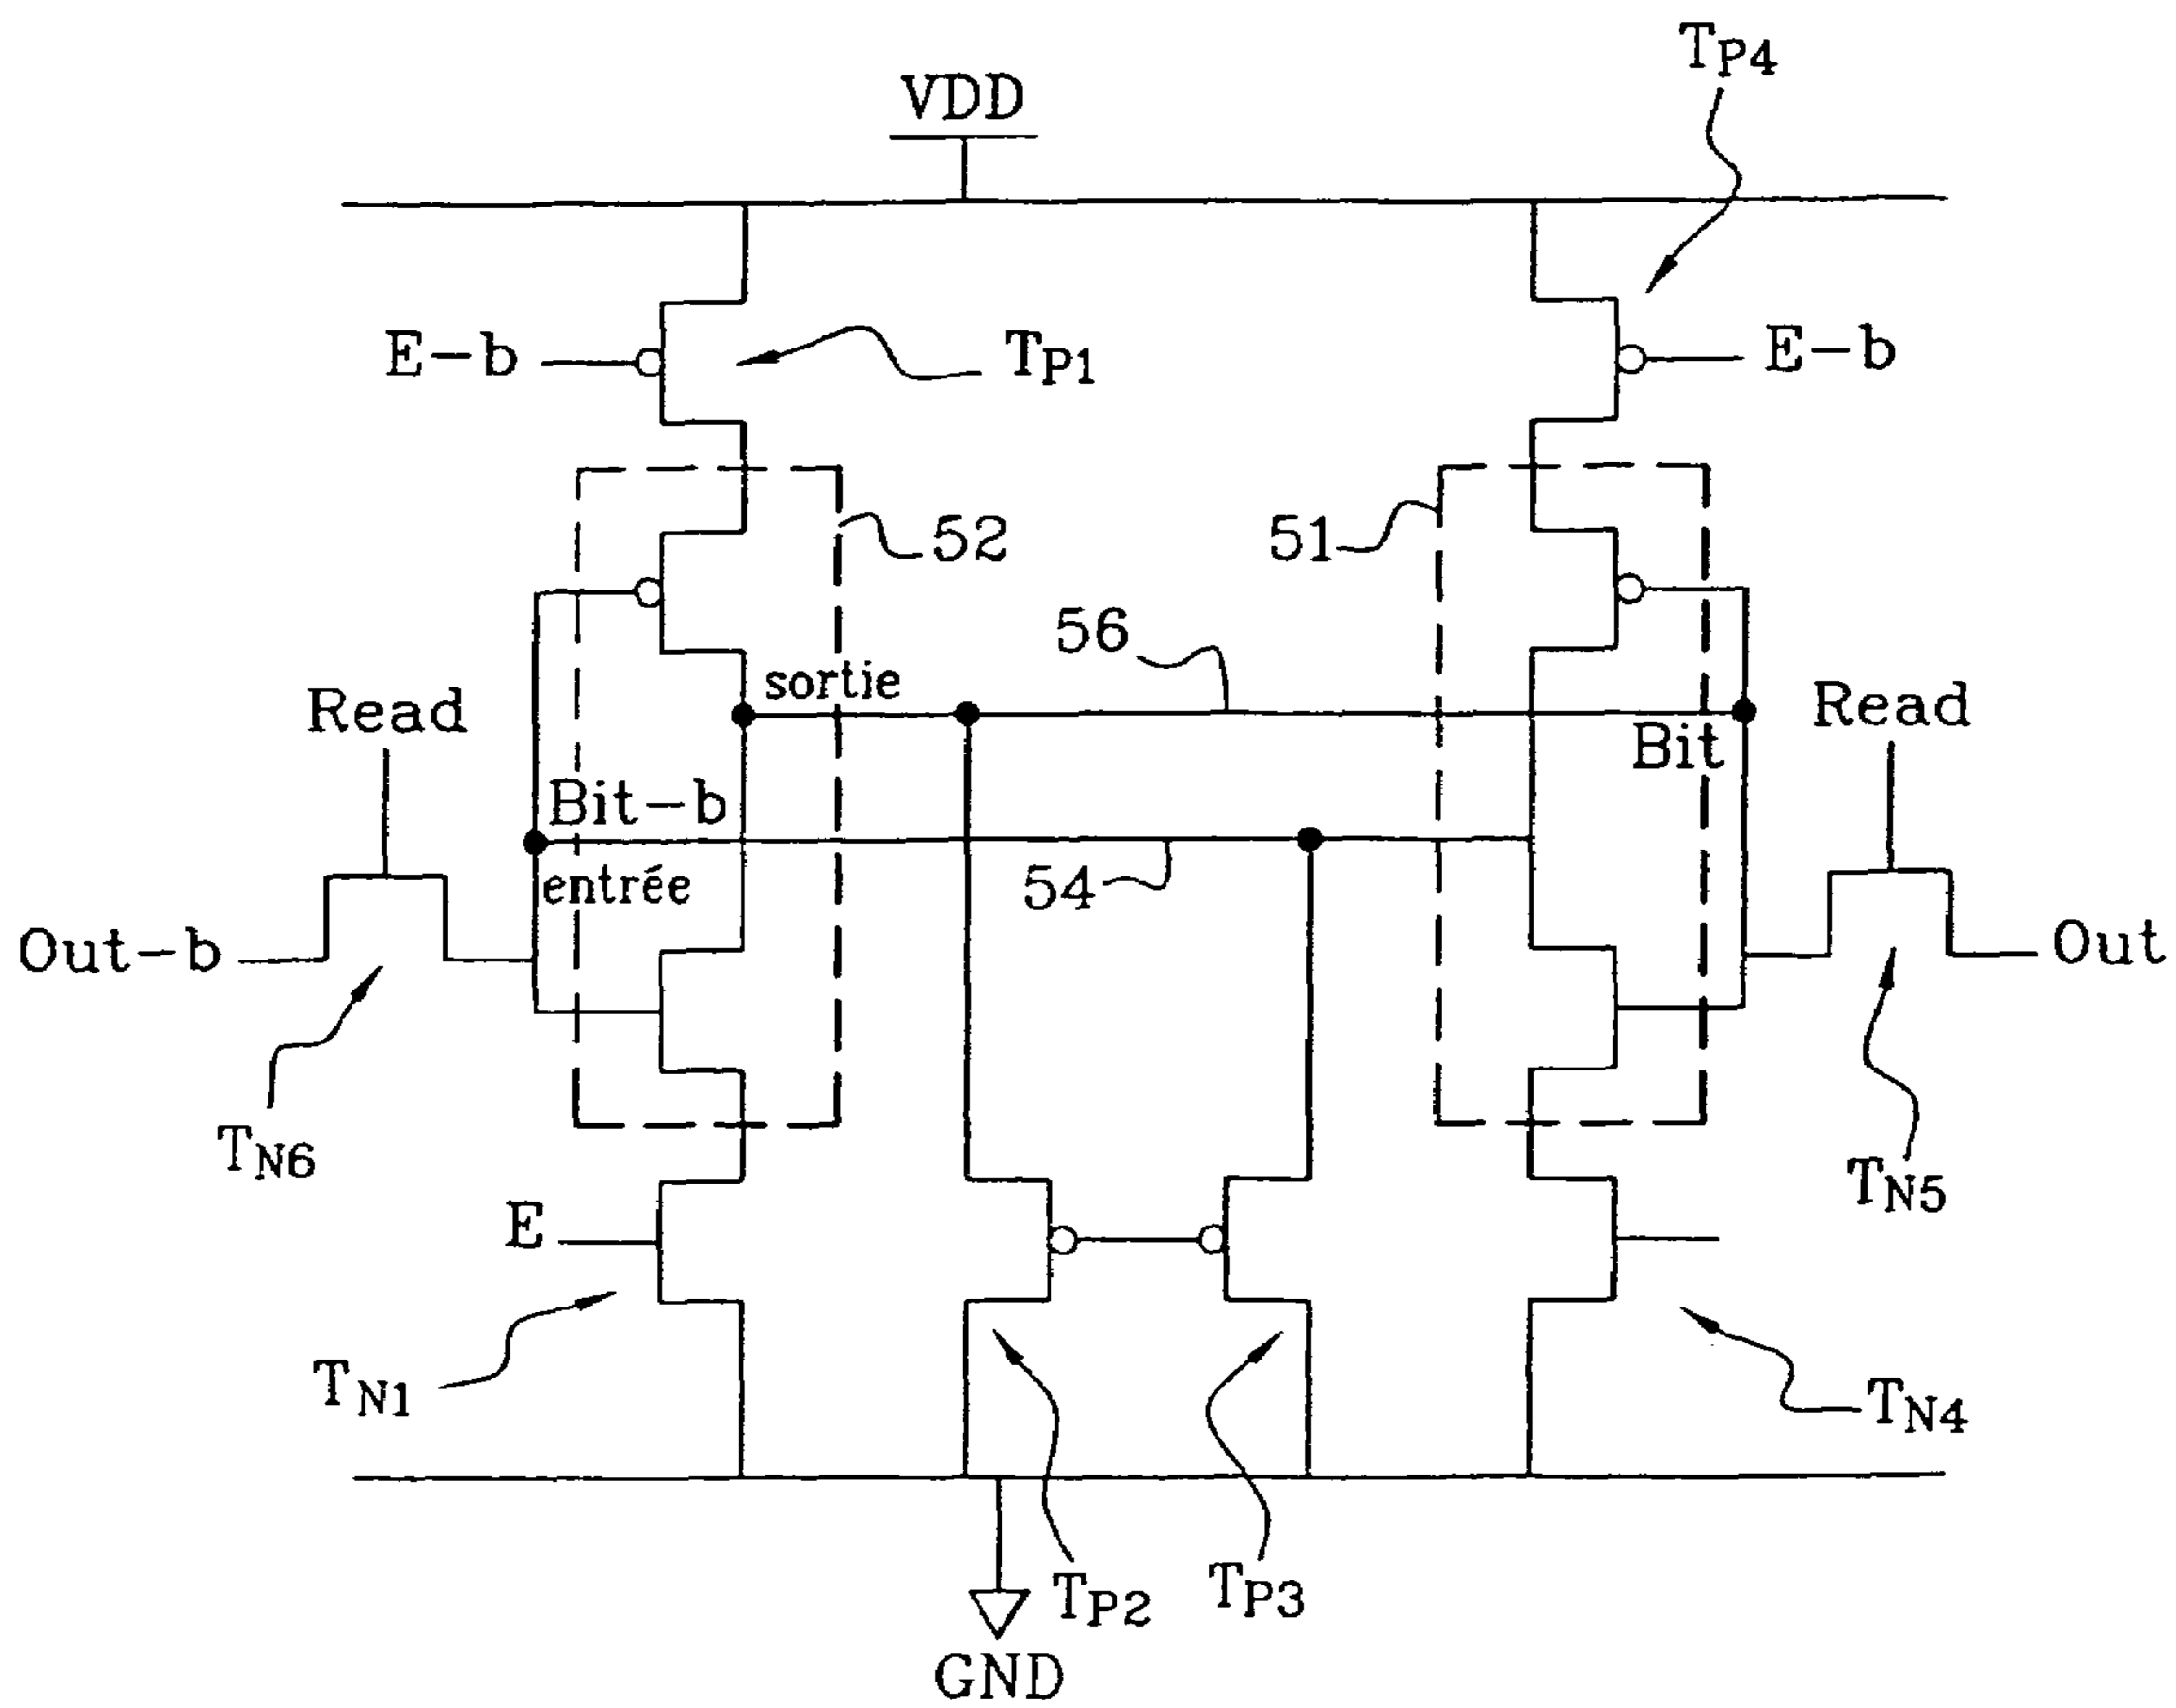 TP4
VDD
E-b
TP1
E-b
52
51
56
sortie
Read
Read
Bit
Bit-b
entrée
54
Out-b
Out
TN6
TN5
E
TN1
TN4
TP2
TP3
GND